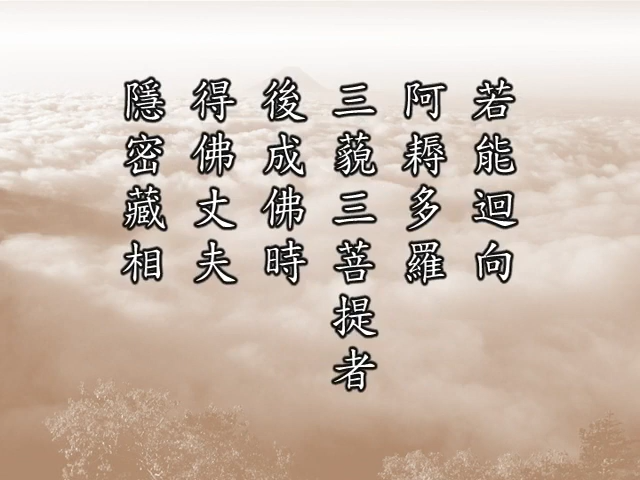 若能迴向
阿耨多羅
三藐三菩提者
後成佛時
得佛丈夫
隱密藏相